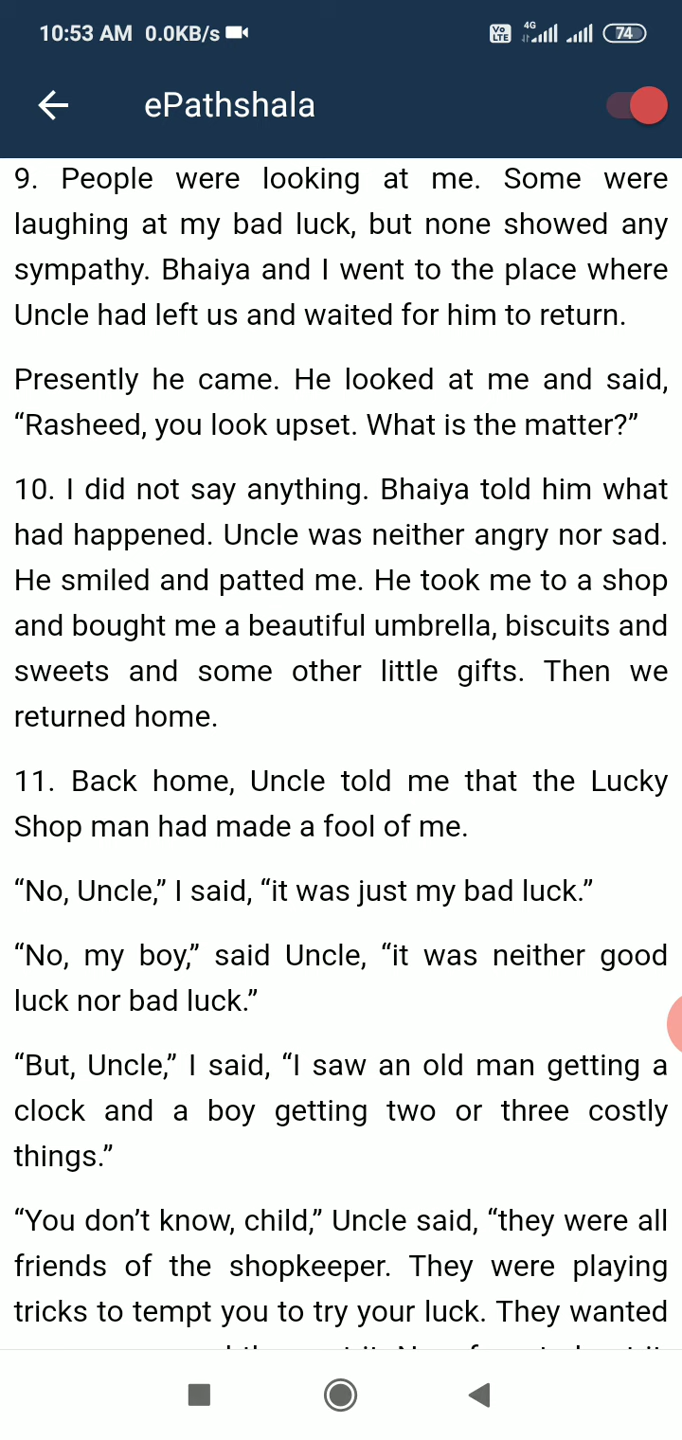 10:53 AM 0.0KB/s Vo LTE 4G 74
ePathshala
9. People were looking at me. Some were
laughing at my bad luck, but none showed any
sympathy. Bhaiya and I went to the place where
Uncle had left us and waited for him to return.
Presently he came. He looked at me and said,
“Rasheed, you look upset. What is the matter?”
10. I did not say anything. Bhaiya told him what
had happened. Uncle was neither angry nor sad.
He smiled and patted me. He took me to a shop
and bought me a beautiful umbrella, biscuits and
sweets and some other little gifts. Then we
returned home.
11. Back home, Uncle told me that the Lucky
Shop man had made a fool of me.
“No, Uncle,” I said, “it was just my bad luck.”
“No, my boy,” said Uncle, “it was neither good
luck nor bad luck.”
“But, Uncle,” I said, “I saw an old man getting a
clock and a boy getting two or three costly
things.”
“You don’t know, child,” Uncle said, “they were all
friends of the shopkeeper. They were playing
tricks to tempt you to try your luck. They wanted